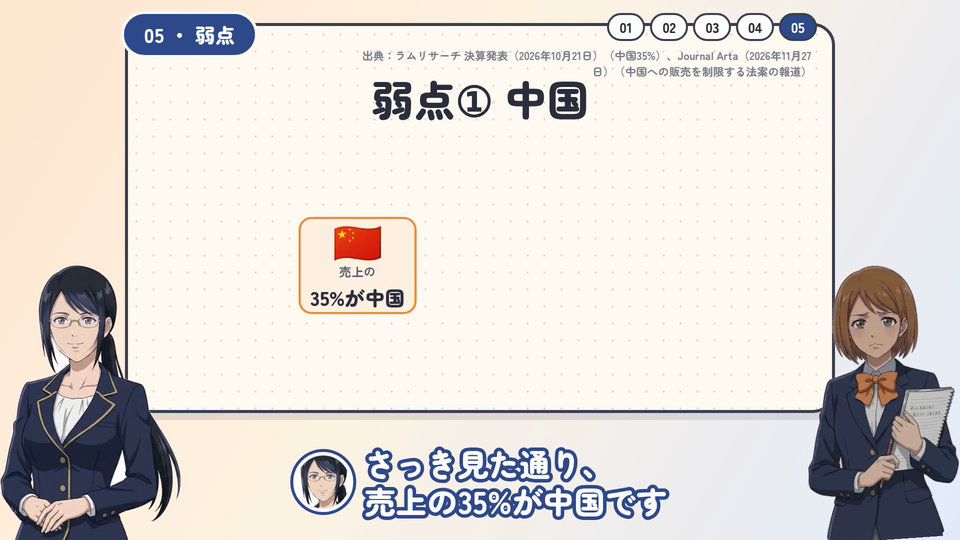 05 ・ 弱点
01 02 03 04 05
出典：ラムリサーチ 決算発表（2026年10月21日）（中国35%）、Journal Arta（2026年11月27
日）（中国への販売を制限する法案の報道）
弱点① 中国
売上の
35%が中国
さっき見た通り、
売上の35%が中国です